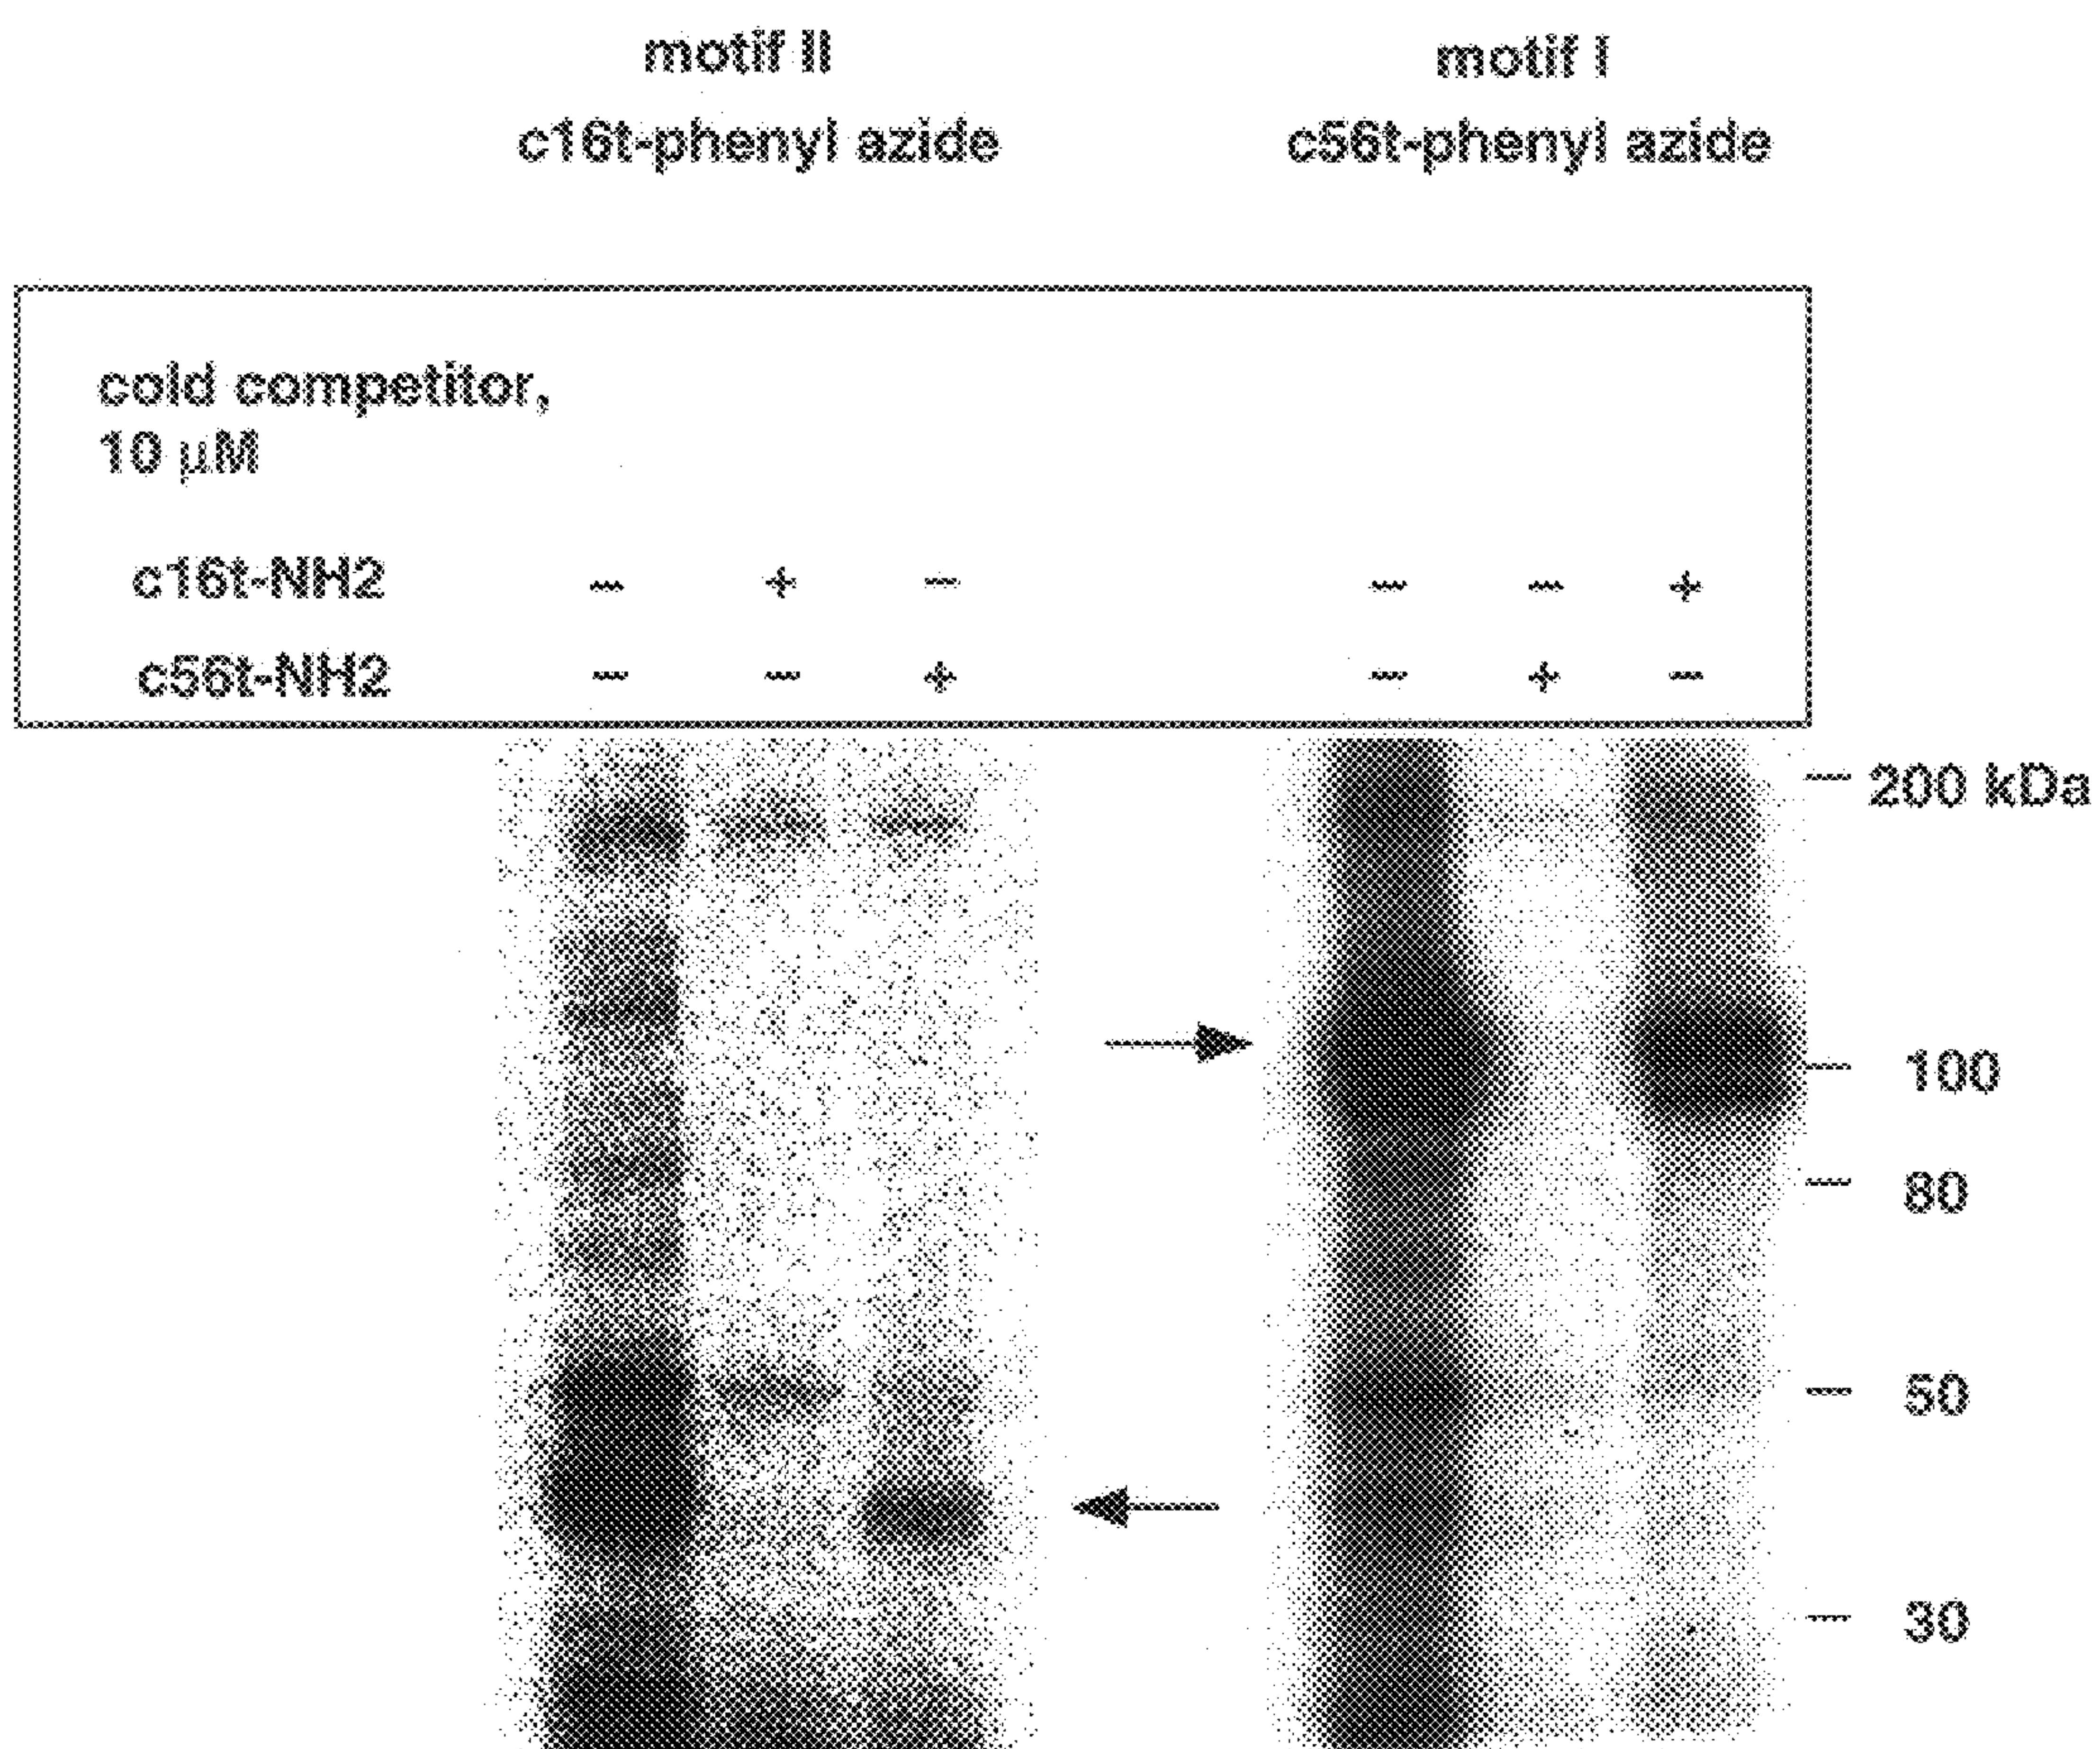 motif II motif I
c16t-phenyl azide c56t-phenyl azide
cold competitor,
10 µM
c16t-NH2 – + – – – +
c56t-NH2 – – + – + –
200 kDa
100
80
50
30